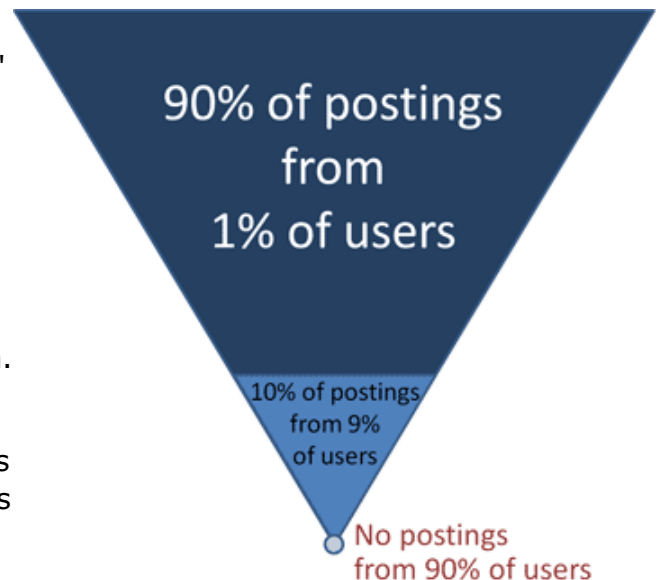 90% of postings
from
1% of users
10% of postings
from 9%
of users
No postings
from 90% of users